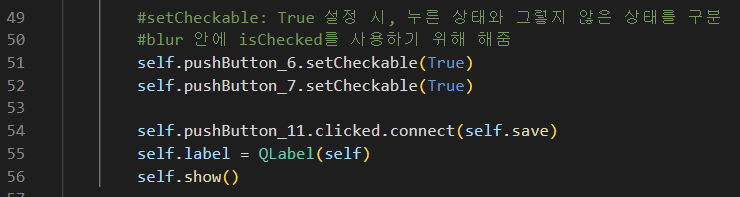 49 #setCheckable: True 설정 시, 누른 상태와 그렇지 않은 상태를 구분
50 #blur 안에 isChecked를 사용하기 위해 해줌
51 self.pushButton_6.setCheckable(True)
52 self.pushButton_7.setCheckable(True)
53
54 self.pushButton_11.clicked.connect(self.save)
55 self.label = QLabel(self)
56 self.show()